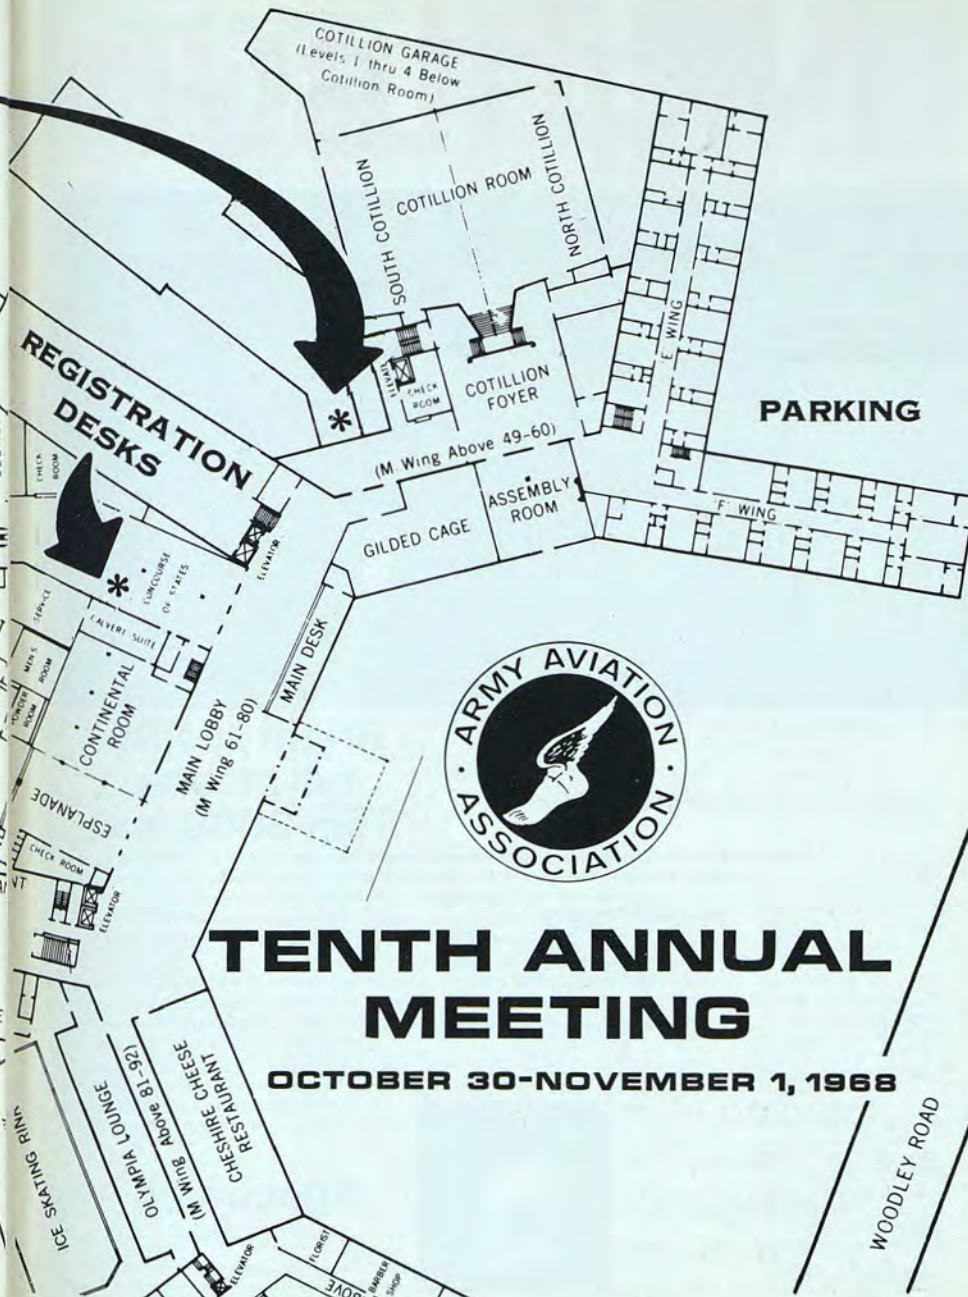 COTILLION GARAGE
(Levels 1 thru 4 Below
Cotillion Room)
SOUTH COTILLION
COTILLION ROOM
NORTH COTILLION
'E' WING
REGISTRATION
DESKS
CHECK
ROOM
CHECK
ROOM
COTILLION
FOYER
PARKING
(M Wing Above 49-60)
ELEVATOR
GILDED CAGE
ASSEMBLY
ROOM
'F' WING
*
*
CONCOURSE
OF STATES
SERVICE
CALVERT SUITE
MEN'S
ROOM
POWDER
ROOM
CONTINENTAL
ROOM
MAIN DESK
MAIN LOBBY
(M Wing 61-80)
ESPLANADE
CHECK ROOM
ELEVATOR
· ARMY AVIATION ·
ASSOCIATION
TENTH ANNUAL
MEETING
OCTOBER 30-NOVEMBER 1, 1968
ICE SKATING RINK
OLYMPIA LOUNGE
(M Wing Above 81-92)
CHESHIRE CHEESE
RESTAURANT
WOODLEY ROAD
ELEVATOR
FLORIST
BARBER
SHOP